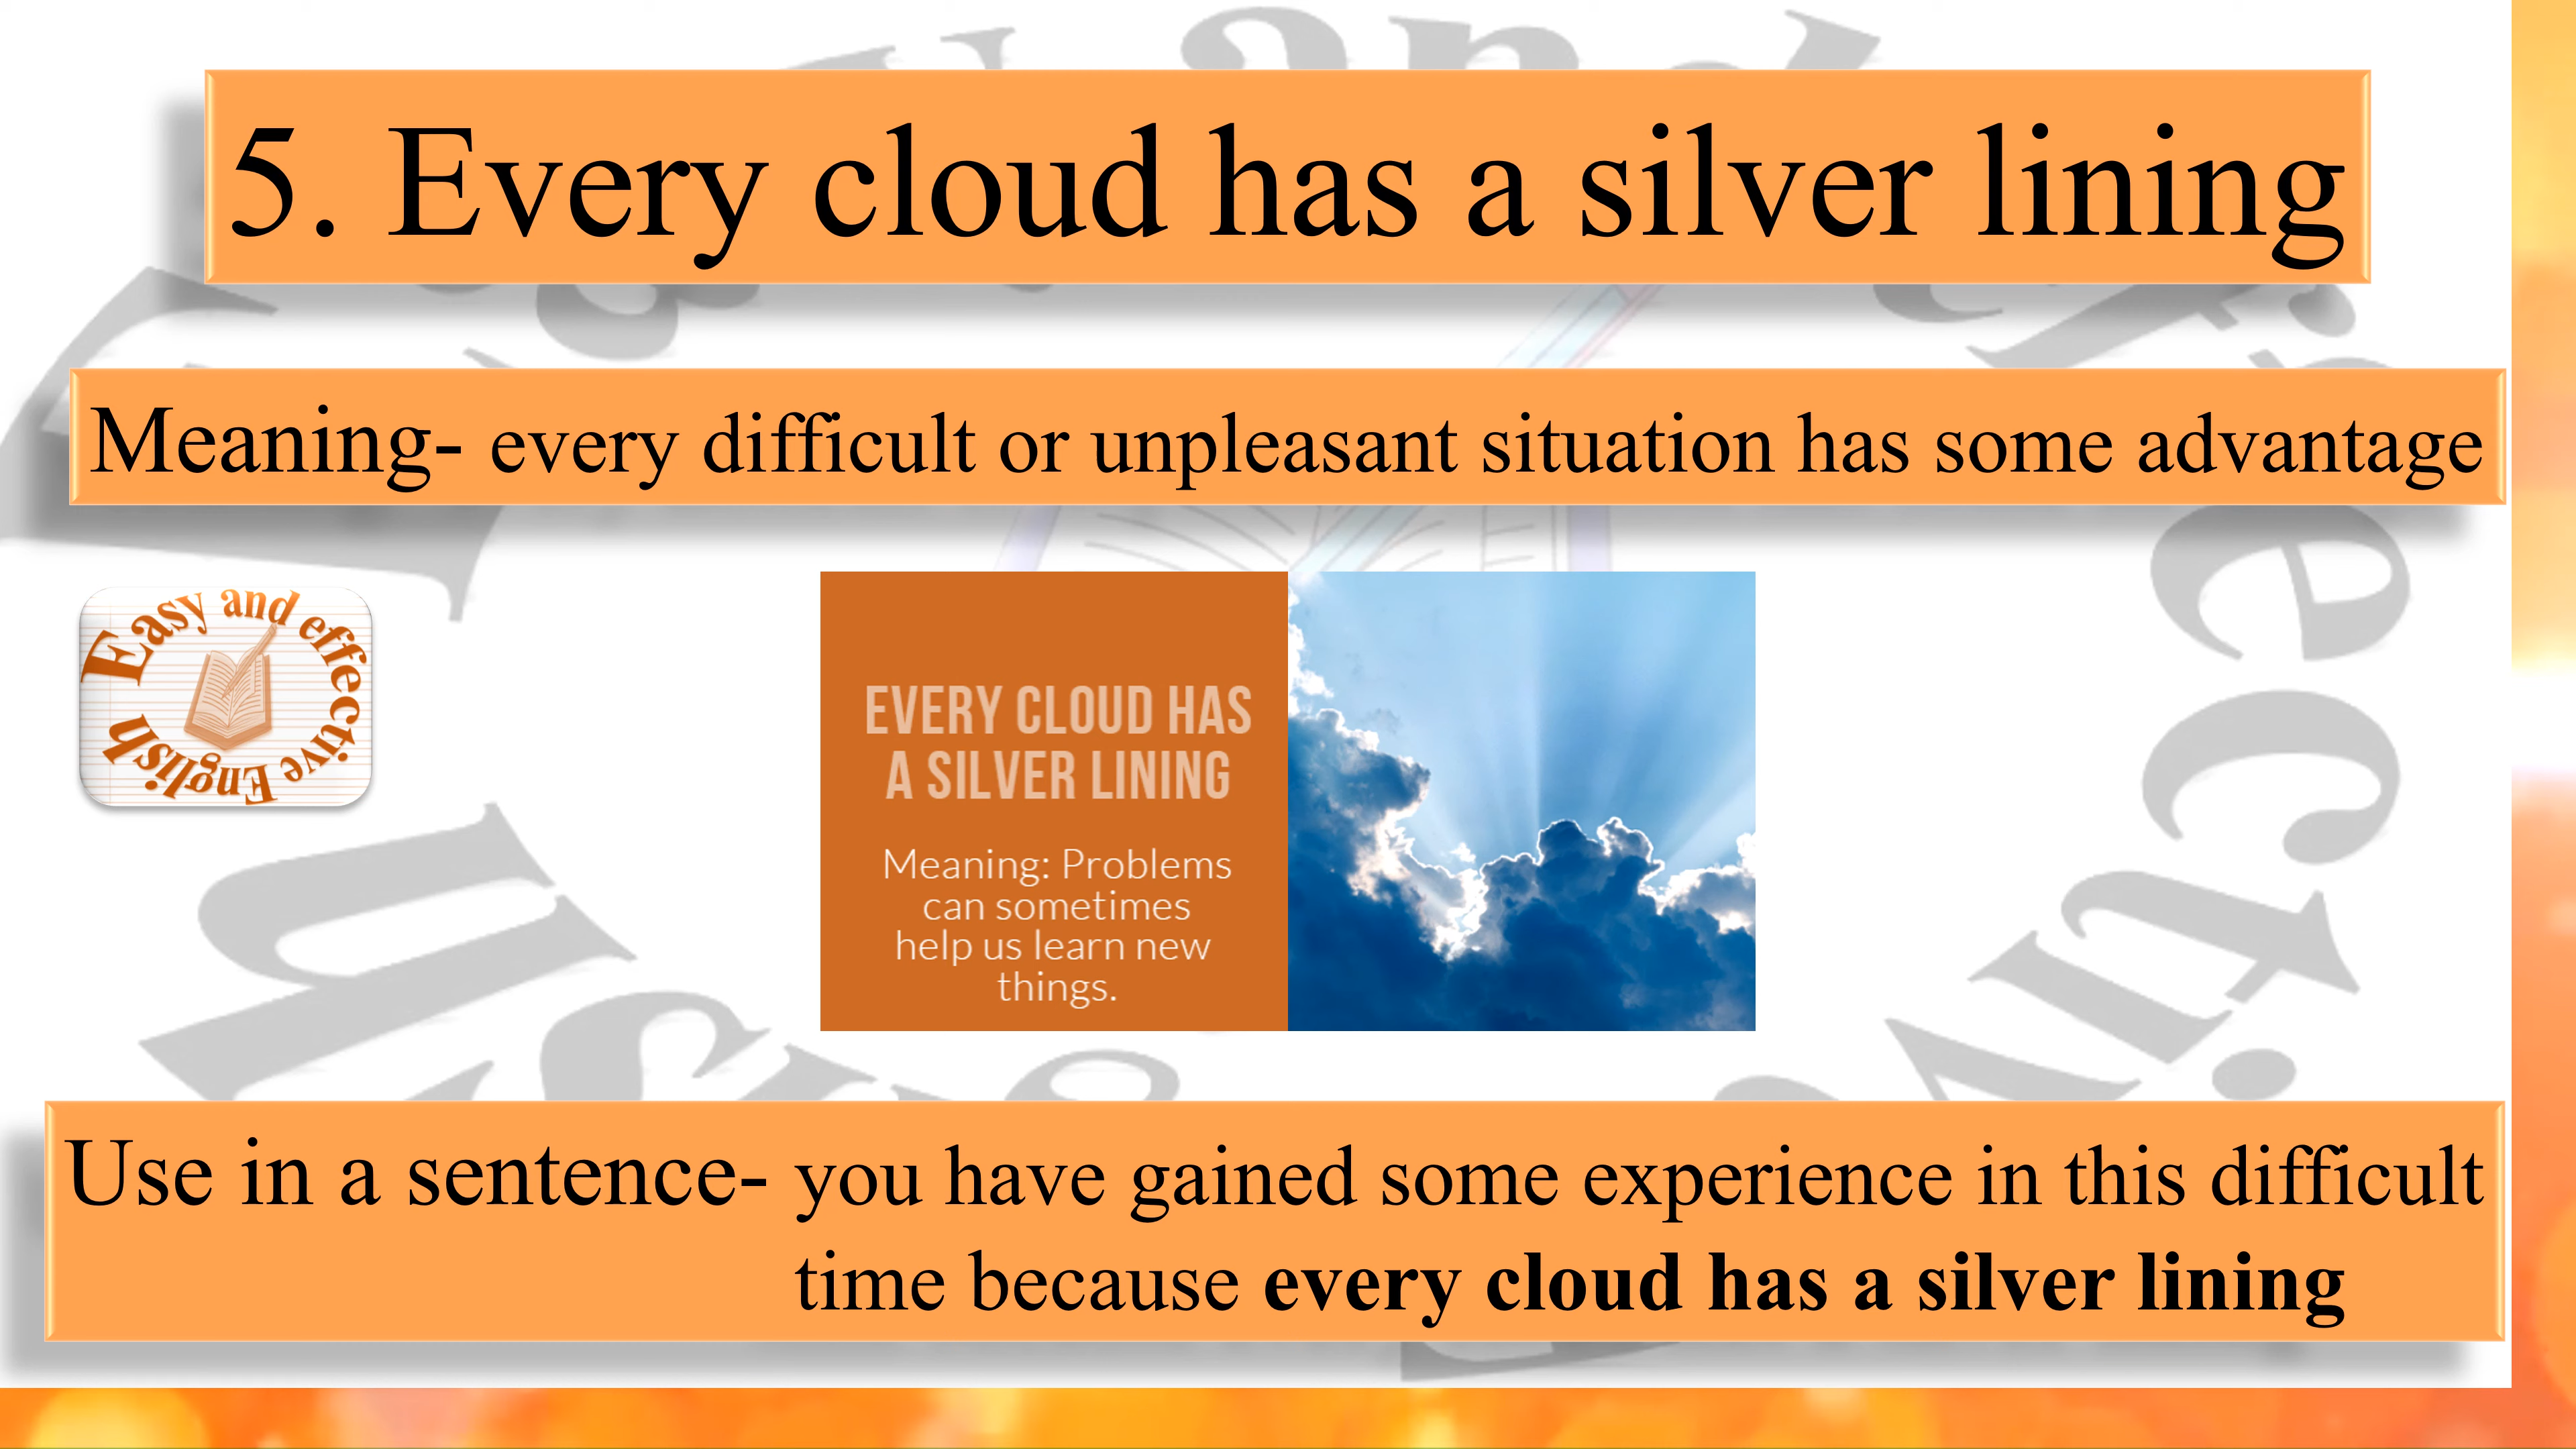 5. Every cloud has a silver lining
Meaning- every difficult or unpleasant situation has some advantage
Easy and effective English
EVERY CLOUD HAS
A SILVER LINING
Meaning: Problems
can sometimes
help us learn new
things.
Use in a sentence- you have gained some experience in this difficult
time because every cloud has a silver lining